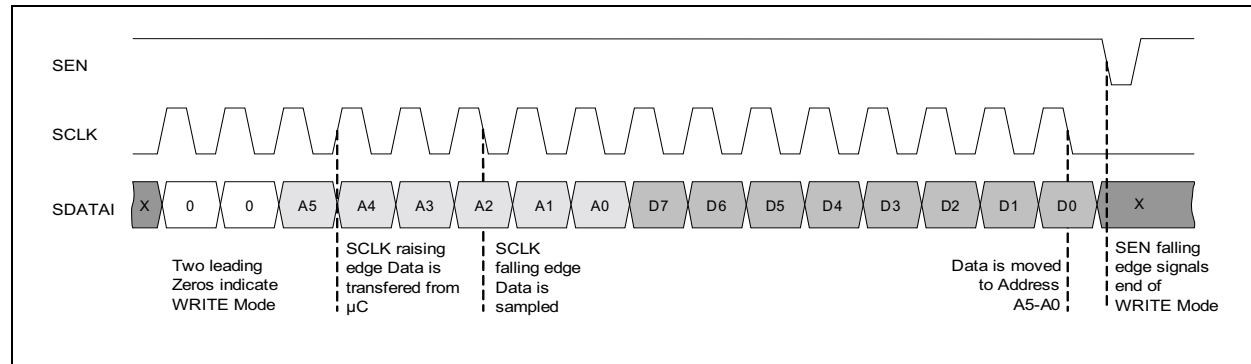 SEN
SCLK
SDATAI
X 0 0 A5 A4 A3 A2 A1 A0 D7 D6 D5 D4 D3 D2 D1 D0 X
Two leading
Zeros indicate
WRITE Mode
SCLK raising
edge Data is
transfered from
µC
SCLK
falling edge
Data is
sampled
Data is moved
to Address
A5-A0
SEN falling
edge signals
end of
WRITE Mode